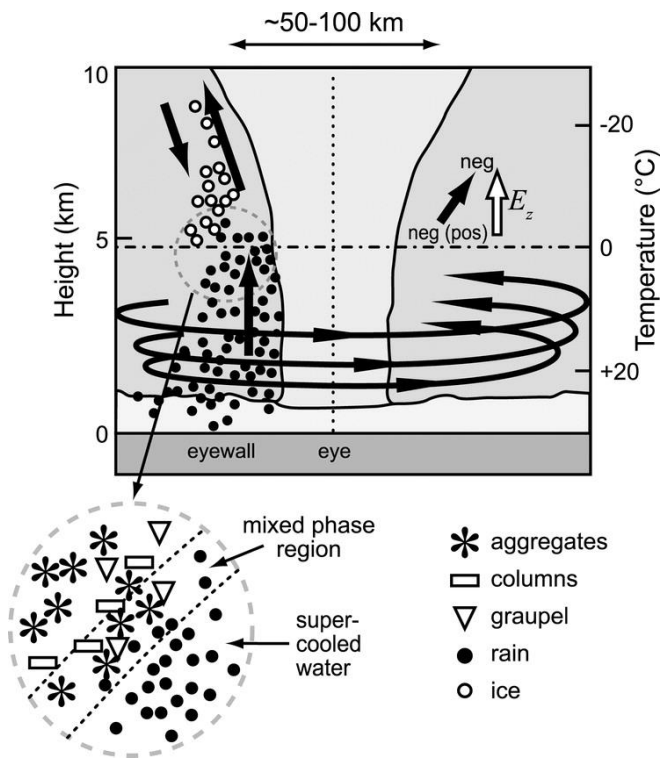 ~50-100 km
10
5
0
Height (km)
-20
0
+20
Temperature (°C)
neg
neg (pos)
E_z
eyewall
eye
mixed phase
region
super-
cooled
water
aggregates
columns
graupel
rain
ice